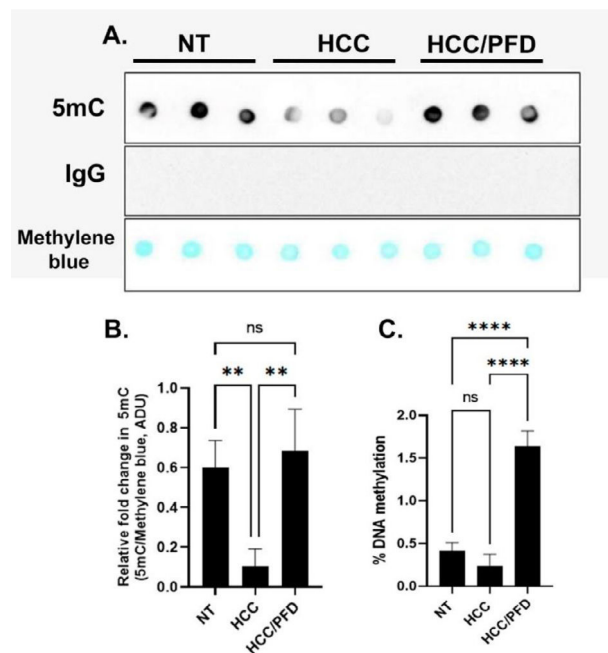 A.
NT HCC HCC/PFD
5mC
IgG
Methylene
blue
B.
ns
** **
Relative fold change in 5mC
(5mC/Methylene blue, ADU)
1.0
0.8
0.6
0.4
0.2
0.0
NT HCC HCC/PFD
C.
****
****
ns
% DNA methylation
2.0
1.5
1.0
0.5
0.0
NT HCC HCC/PFD